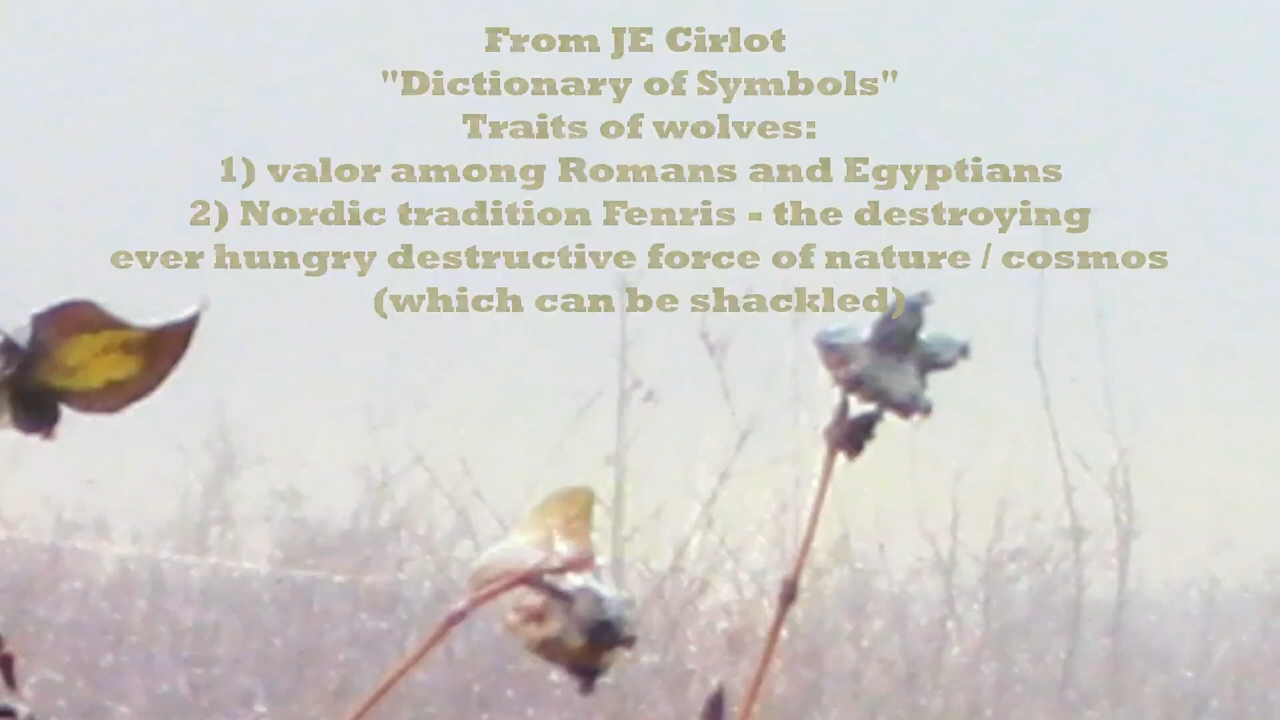 From JE Cirlot
"Dictionary of Symbols"
Traits of wolves:
1) valor among Romans and Egyptians
2) Nordic tradition Fenris - the destroying
ever hungry destructive force of nature / cosmos
(which can be shackled)